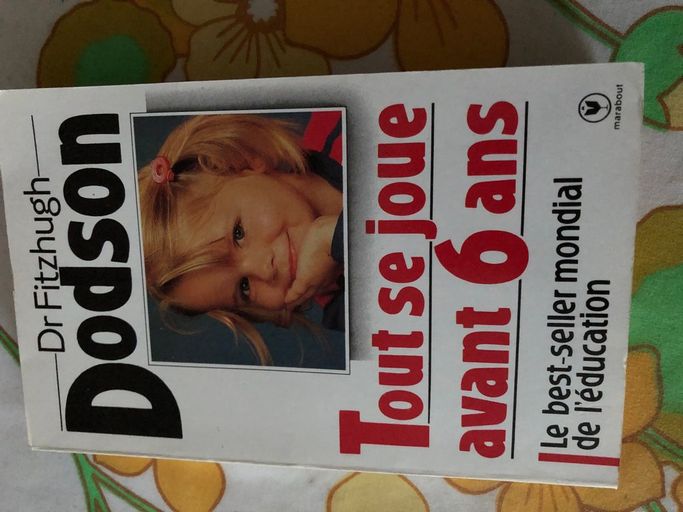 Dr Fitzhugh
Dodson
Tout se joue
avant 6 ans
Le best-seller mondial
de l'éducation
marabout